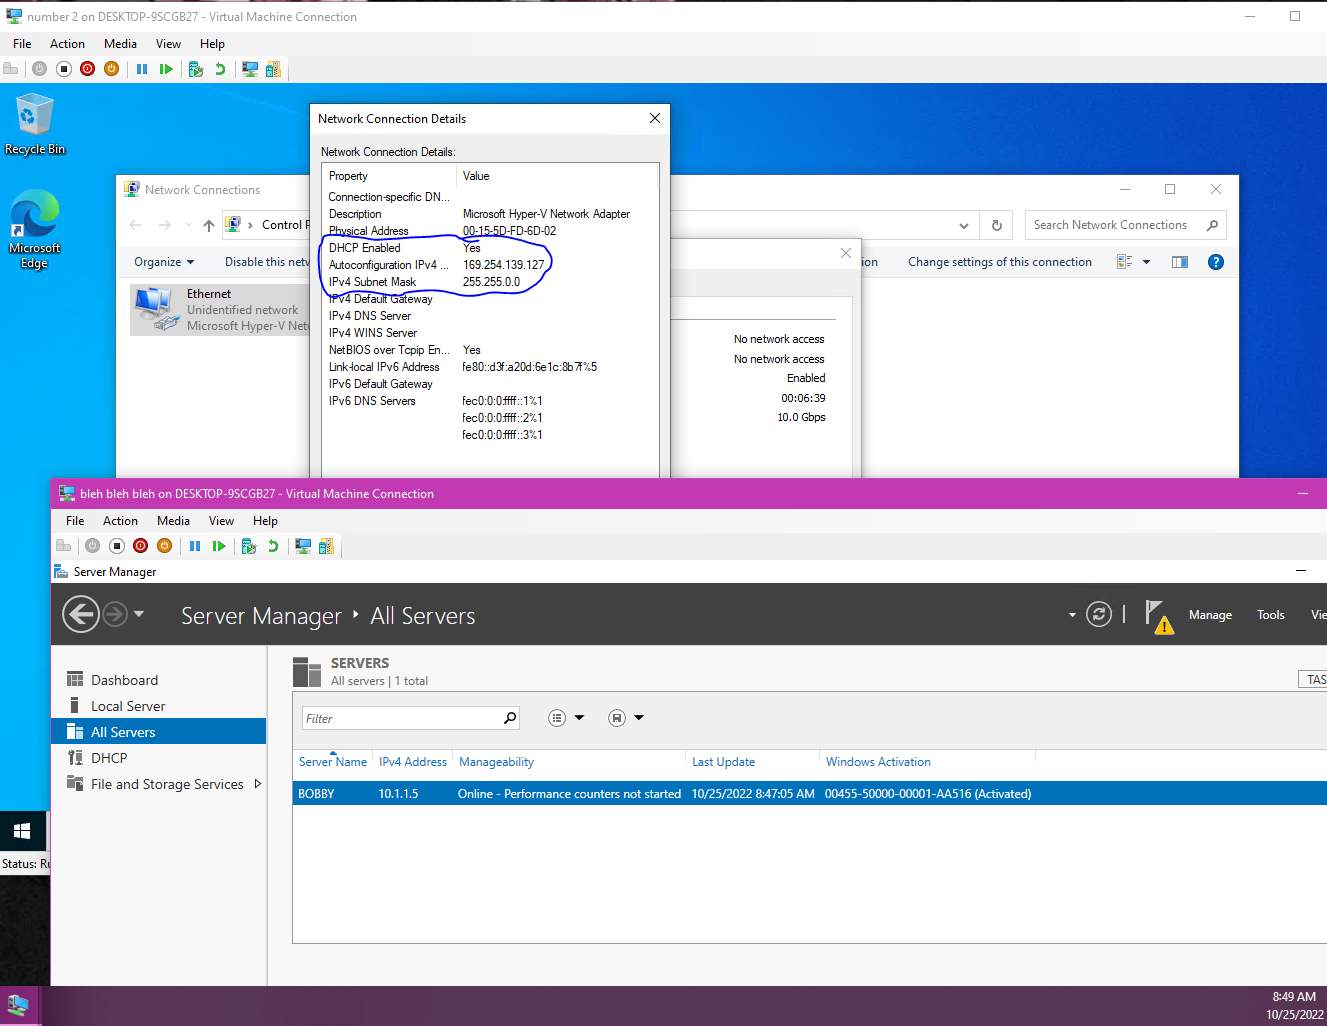 number 2 on DESKTOP-9SCGB27 - Virtual Machine Connection
File Action Media View Help
Recycle Bin
Microsoft Edge
Network Connection Details
Network Connection Details:
Property Value
Connection-specific DN...
Description Microsoft Hyper-V Network Adapter
Physical Address 00-15-5D-FD-6D-02
DHCP Enabled Yes
Autoconfiguration IPv4 ... 169.254.139.127
IPv4 Subnet Mask 255.255.0.0
IPv4 Default Gateway
IPv4 DNS Server
IPv4 WINS Server
NetBIOS over Tcpip En... Yes
Link-local IPv6 Address fe80::d3f:a20d:6e1c:8b7f%5
IPv6 Default Gateway
IPv6 DNS Servers fec0:0:0:ffff::1%1
fec0:0:0:ffff::2%1
fec0:0:0:ffff::3%1
Network Connections
Control P
Search Network Connections
Organize Disable this netw
ion Change settings of this connection
Ethernet
Unidentified network
Microsoft Hyper-V Netw
No network access
No network access
Enabled
00:06:39
10.0 Gbps
Status: Ru
bleh bleh bleh on DESKTOP-9SCGB27 - Virtual Machine Connection
File Action Media View Help
Server Manager
Server Manager All Servers
Manage Tools Vie
Dashboard
Local Server
All Servers
DHCP
File and Storage Services
SERVERS
All servers | 1 total
TAS
Filter
Server Name IPv4 Address Manageability Last Update Windows Activation
BOBBY 10.1.1.5 Online - Performance counters not started 10/25/2022 8:47:05 AM 00455-50000-00001-AA516 (Activated)
8:49 AM
10/25/2022